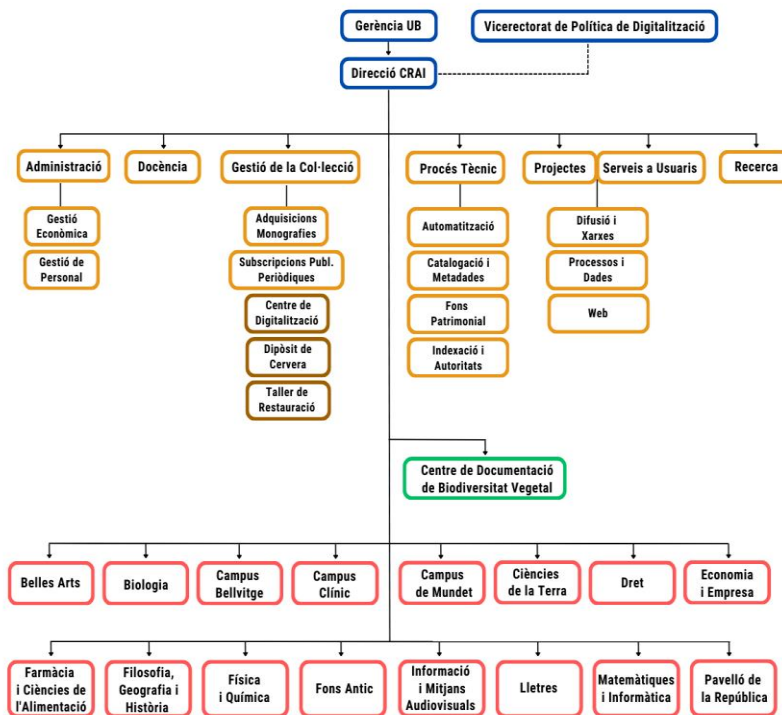 Gerència UB
Vicerectorat de Política de Digitalització
Direcció CRAI
Administració
Docència
Gestió de la Col·lecció
Procés Tècnic
Projectes
Serveis a Usuaris
Recerca
Gestió
Econòmica
Gestió de
Personal
Adquisicions
Monografies
Subscripcions Publ.
Periòdiques
Centre de
Digitalització
Dipòsit de
Cervera
Taller de
Restauració
Automatització
Catalogació i
Metadades
Fons
Patrimonial
Indexació i
Autoritats
Difusió i
Xarxes
Processos i
Dades
Web
Centre de Documentació
de Biodiversitat Vegetal
Belles Arts
Biologia
Campus
Bellvitge
Campus
Clínic
Campus
de Mundet
Ciències
de la Terra
Dret
Economia
i Empresa
Farmàcia
i Ciències de
l'Alimentació
Filosofia,
Geografia i
Història
Física
i Química
Fons Antic
Informació
i Mitjans
Audiovisuals
Lletres
Matemàtiques
i Informàtica
Pavelló de
la República